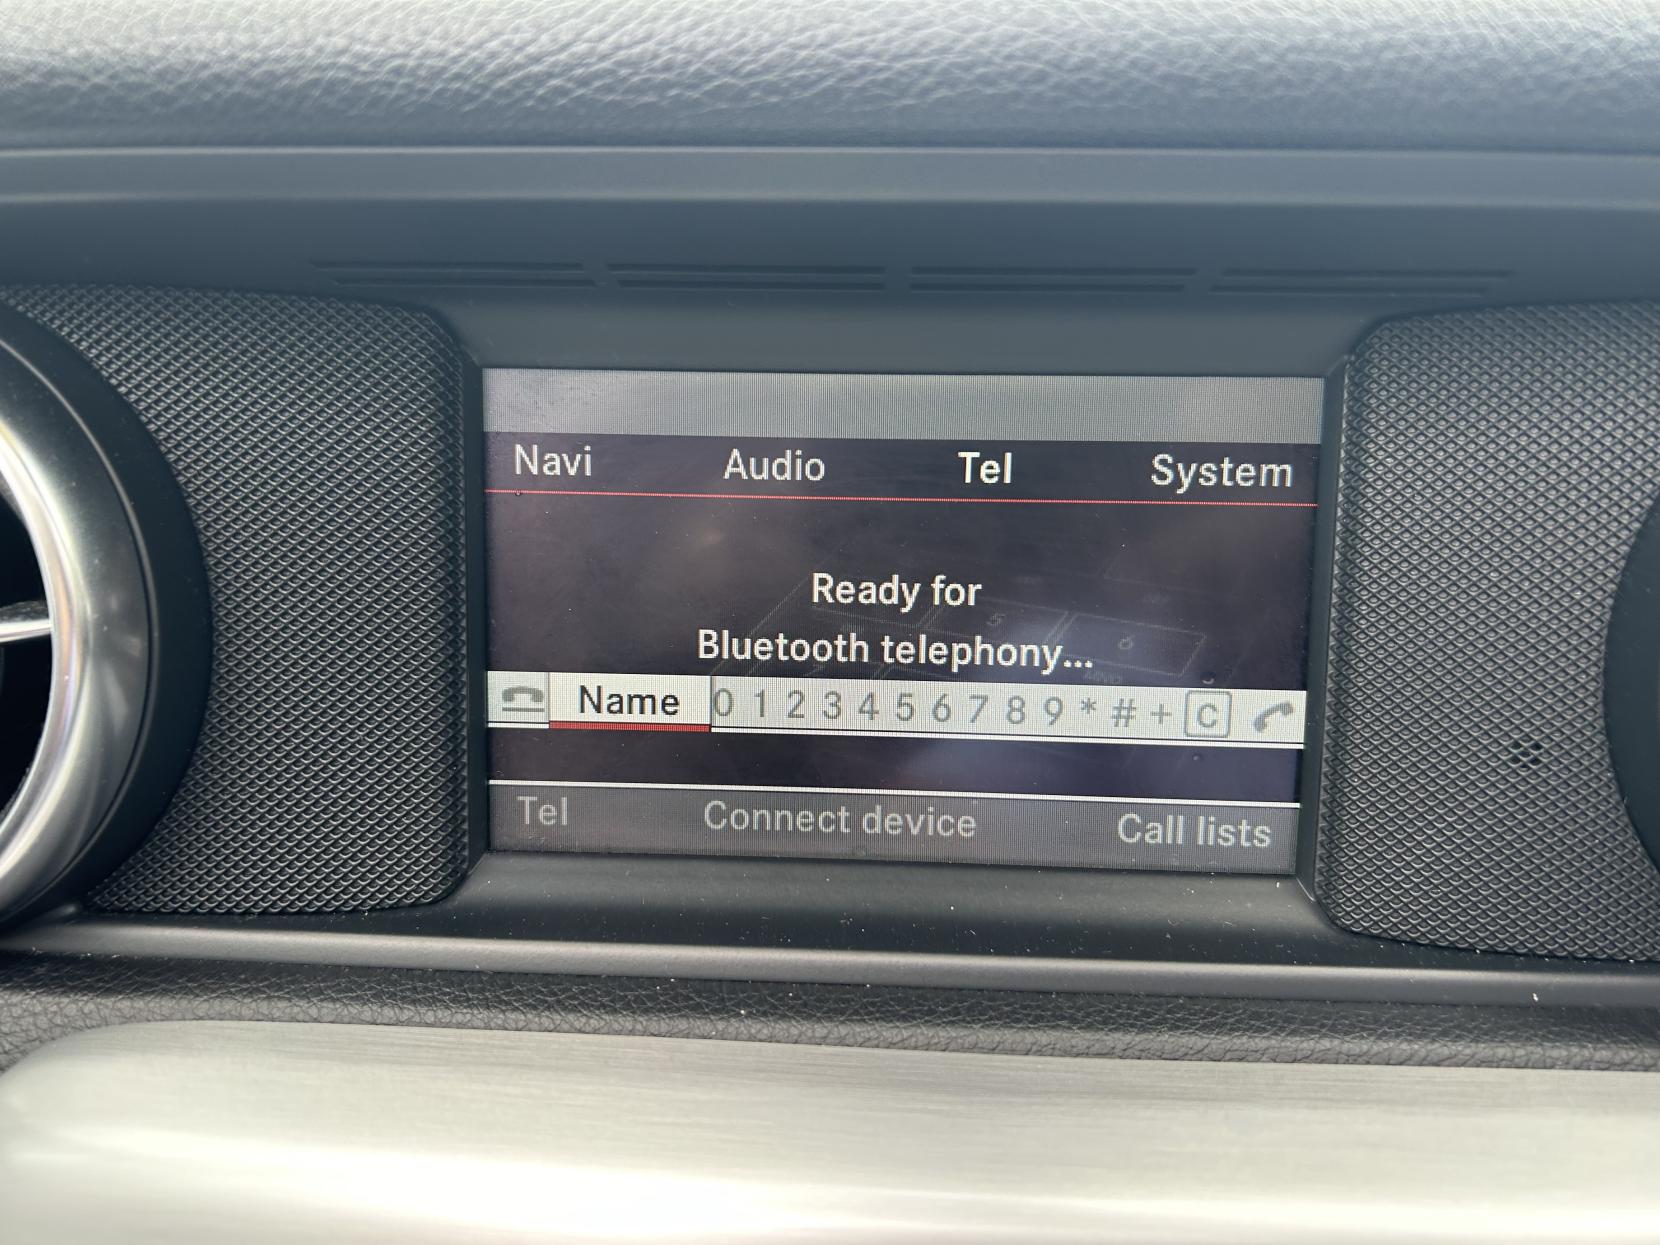 Navi Audio Tel System
Ready for
Bluetooth telephony...
Name 0 1 2 3 4 5 6 7 8 9 * # + C
Tel Connect device Call lists